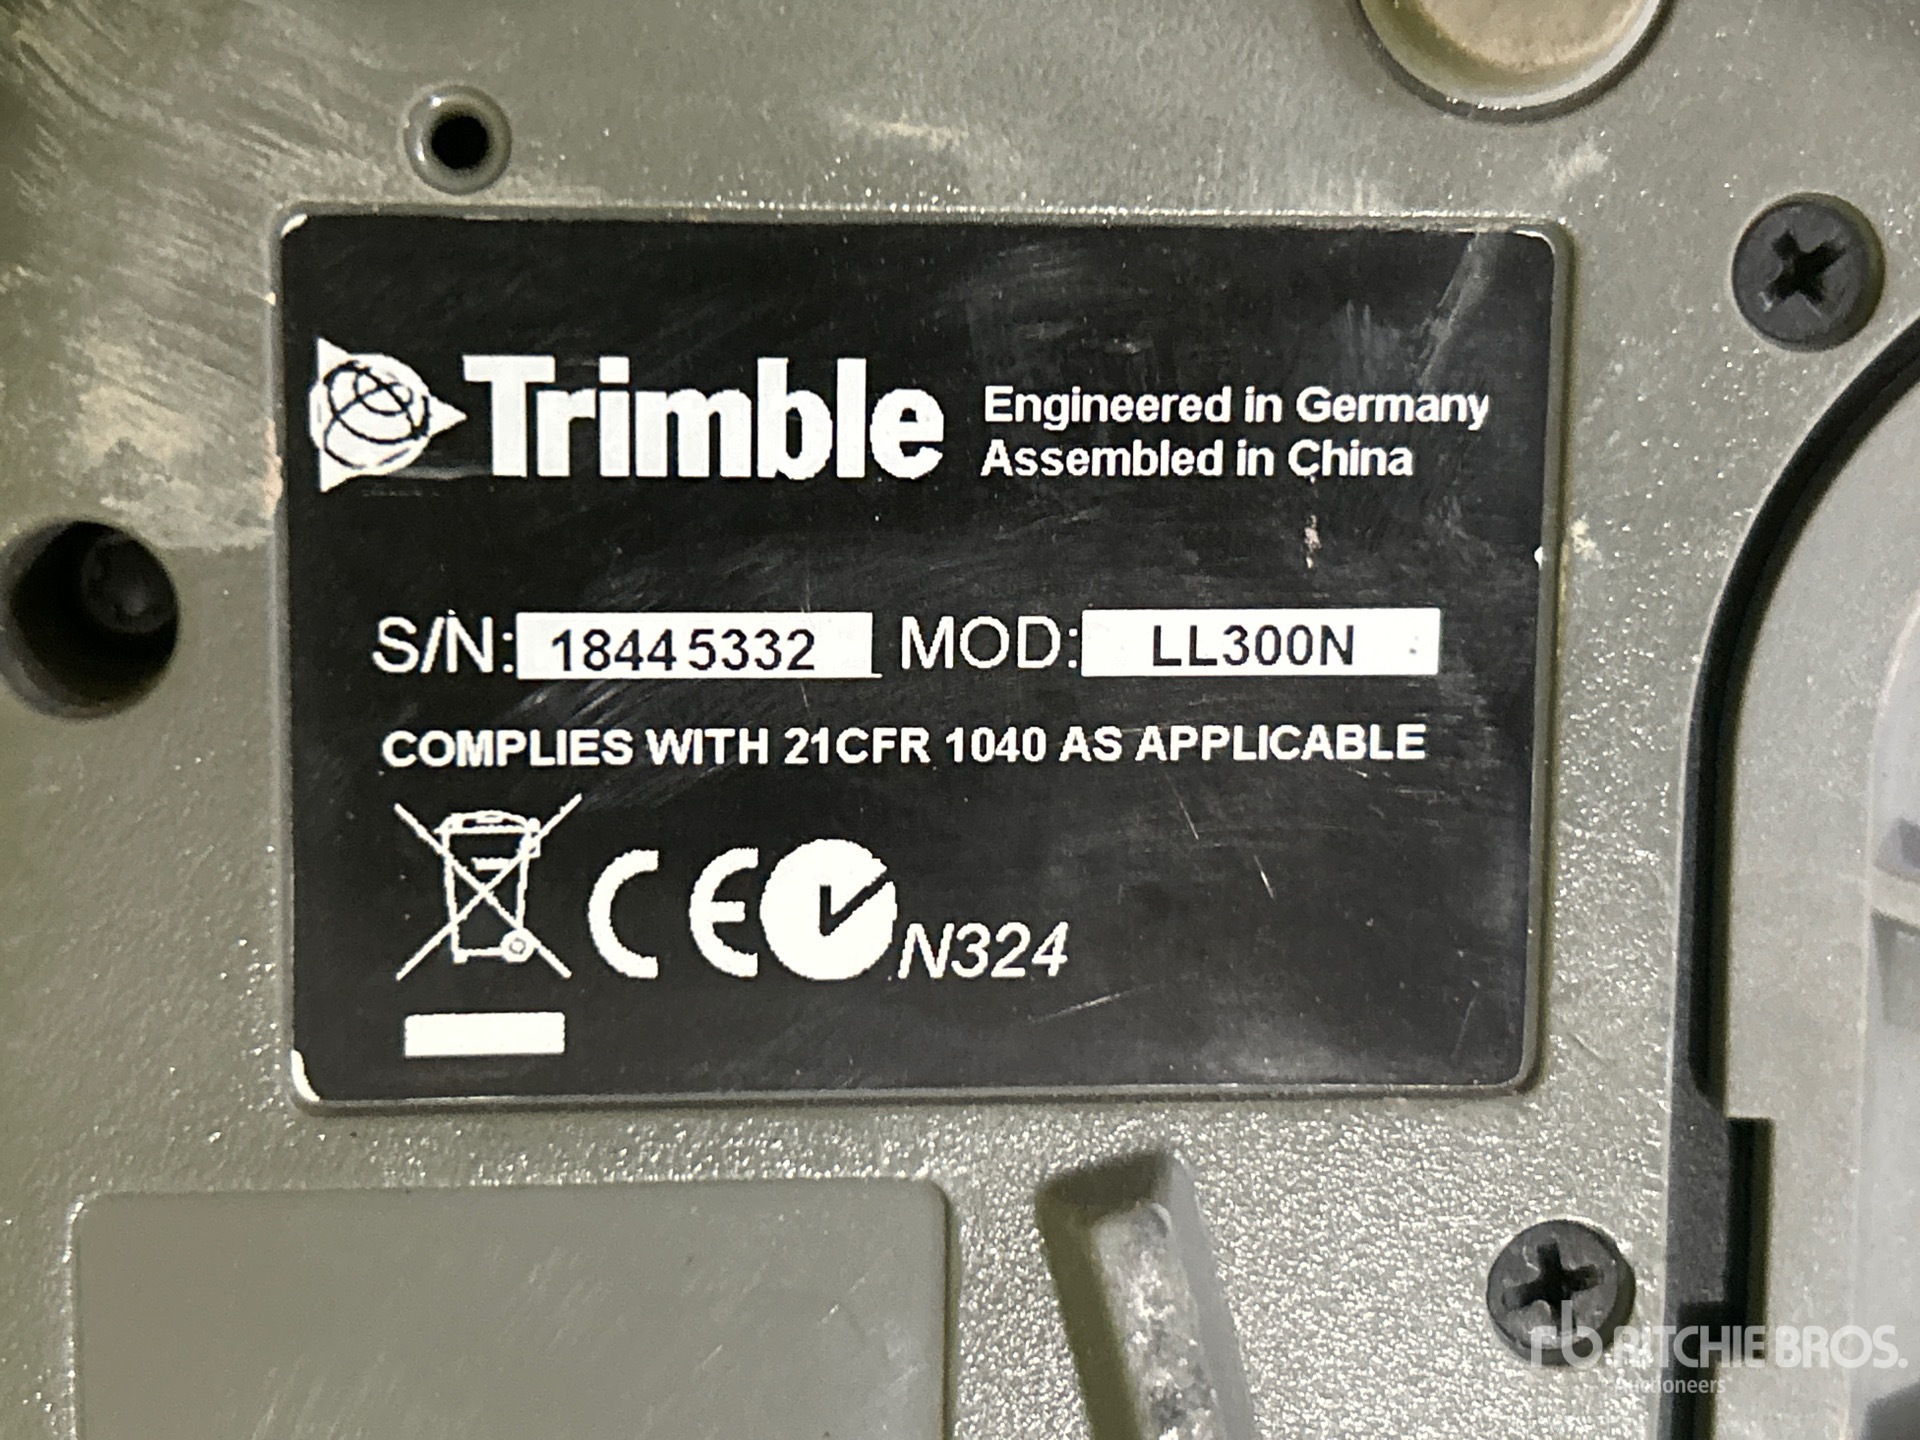 Trimble
Engineered in Germany
Assembled in China
S/N: 18445332 MOD: LL300N
COMPLIES WITH 21CFR 1040 AS APPLICABLE
CE N324
rb RITCHIE BROS.
Auctioneers